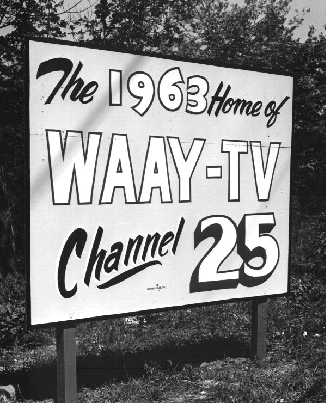 The 1963 Home of
WAAY-TV
Channel 25